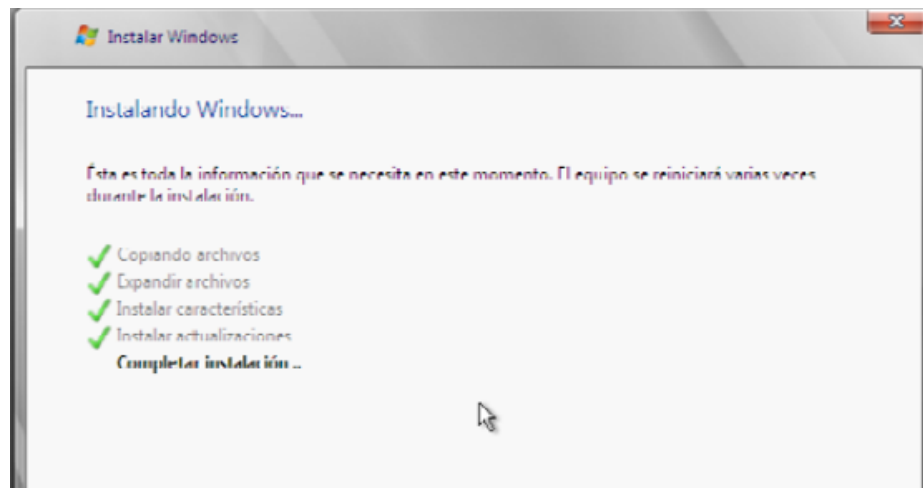 Instalar Windows
Instalando Windows...
Ésta es toda la información que se necesita en este momento. El equipo se reiniciará varias veces
durante la instalación.
Copiando archivos
Expandir archivos
Instalar características
Instalar actualizaciones
Completar instalación ..